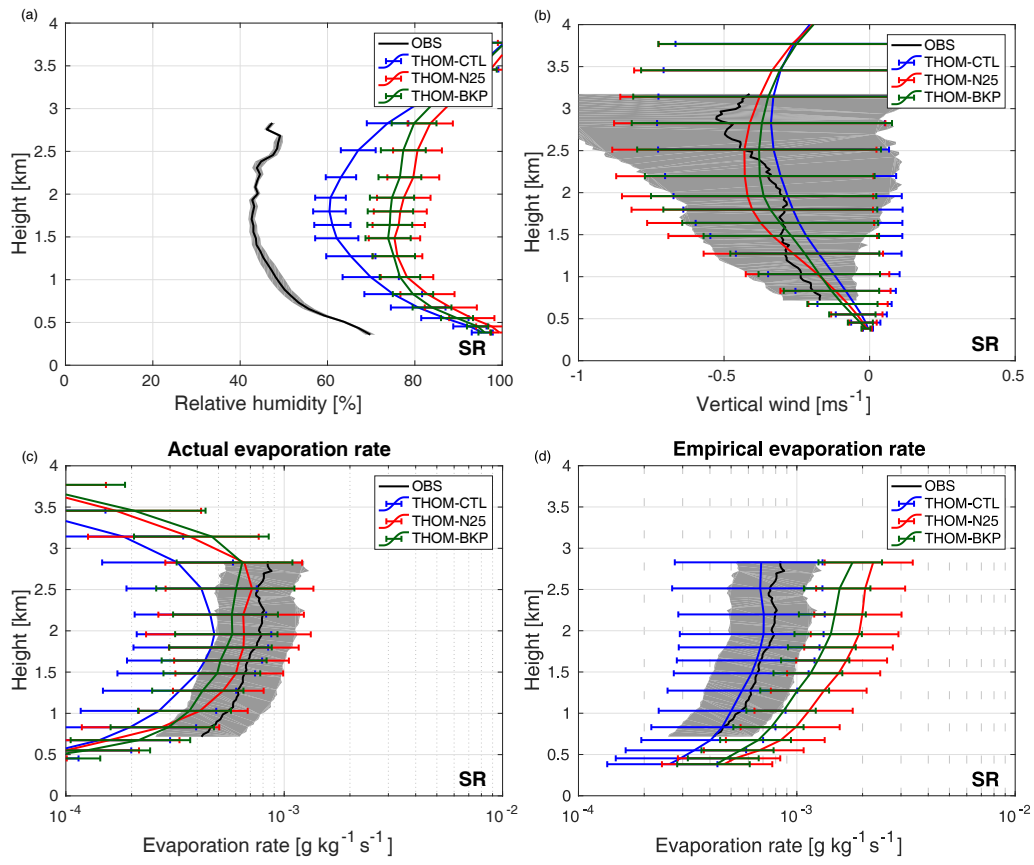 (a)
4
3.5
3
2.5
2
1.5
1
0.5
0
Height [km]
OBS
THOM-CTL
THOM-N25
THOM-BKP
SR
0 20 40 60 80 100
Relative humidity [%]
(b)
4
3.5
3
2.5
2
1.5
1
0.5
0
Height [km]
OBS
THOM-CTL
THOM-N25
THOM-BKP
SR
-1 -0.5 0 0.5
Vertical wind [ms⁻¹]
(c)
Actual evaporation rate
4
3.5
3
2.5
2
1.5
1
0.5
0
Height [km]
OBS
THOM-CTL
THOM-N25
THOM-BKP
SR
10⁻⁴ 10⁻³ 10⁻²
Evaporation rate [g kg⁻¹ s⁻¹]
(d)
Empirical evaporation rate
4
3.5
3
2.5
2
1.5
1
0.5
0
Height [km]
OBS
THOM-CTL
THOM-N25
THOM-BKP
SR
10⁻⁴ 10⁻³ 10⁻²
Evaporation rate [g kg⁻¹ s⁻¹]